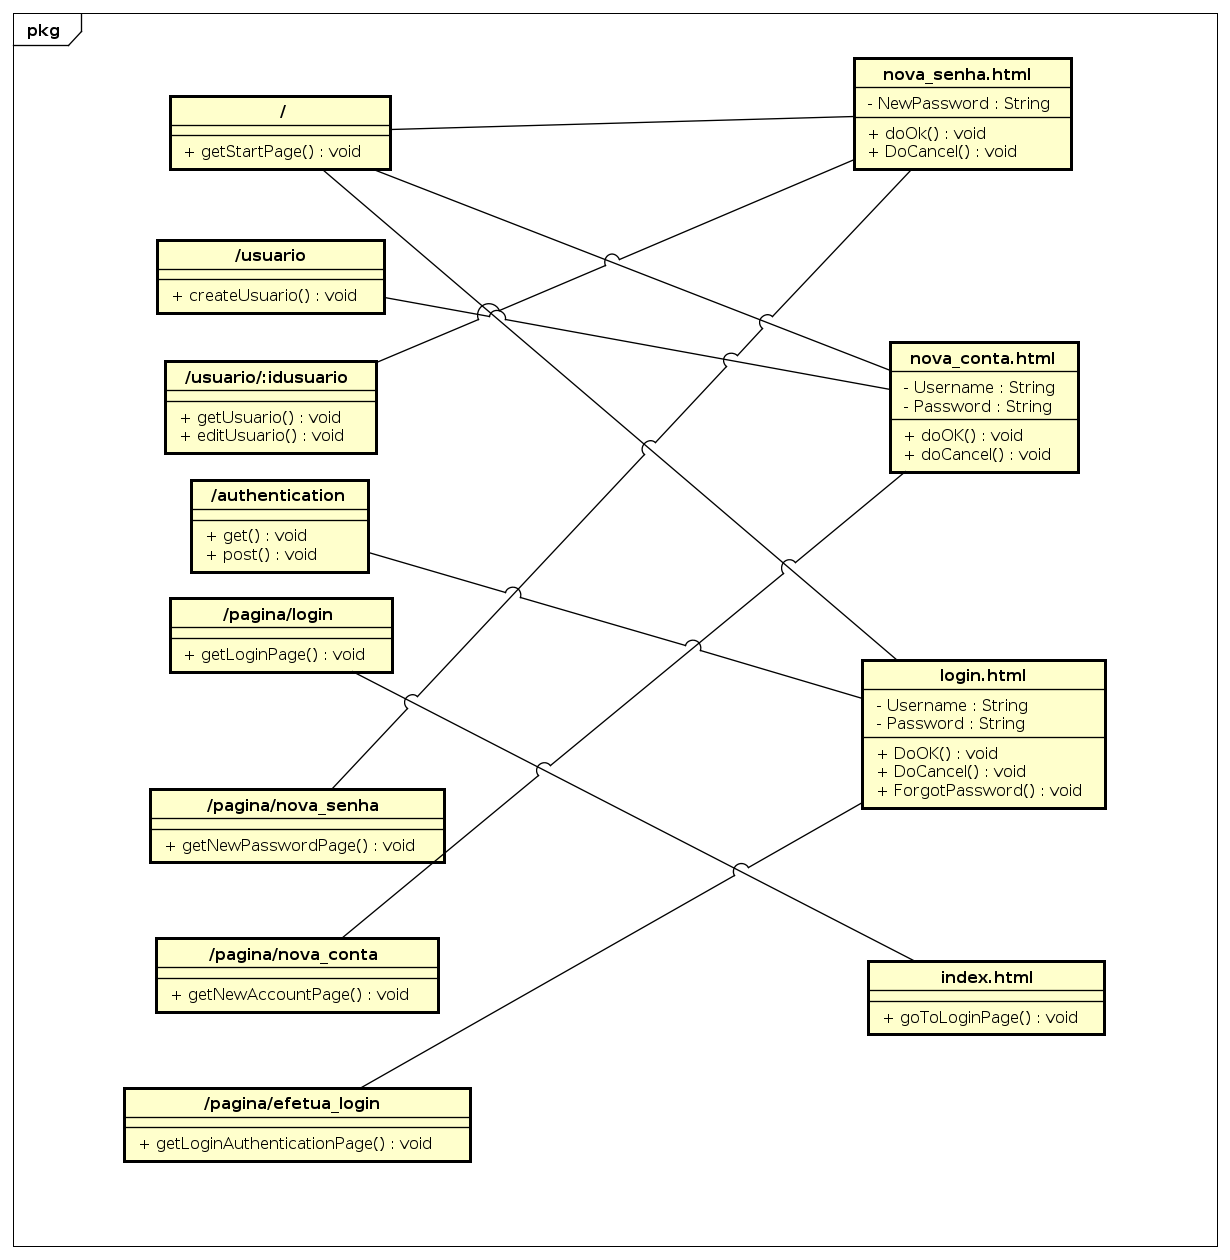 pkg
/
+ getStartPage() : void
/usuario
+ createUsuario() : void
/usuario/:idusuario
+ getUsuario() : void
+ editUsuario() : void
/authentication
+ get() : void
+ post() : void
/pagina/login
+ getLoginPage() : void
/pagina/nova_senha
+ getNewPasswordPage() : void
/pagina/nova_conta
+ getNewAccountPage() : void
/pagina/efetua_login
+ getLoginAuthenticationPage() : void
nova_senha.html
- NewPassword : String
+ doOk() : void
+ DoCancel() : void
nova_conta.html
- Username : String
- Password : String
+ doOK() : void
+ doCancel() : void
login.html
- Username : String
- Password : String
+ DoOK() : void
+ DoCancel() : void
+ ForgotPassword() : void
index.html
+ goToLoginPage() : void